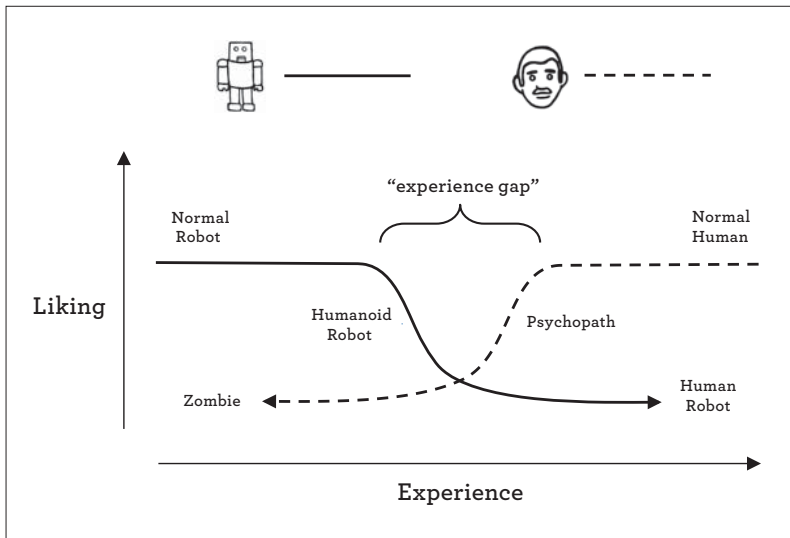 “experience gap”
Normal
Robot
Normal
Human
Liking
Humanoid
Robot
Psychopath
Zombie
Human
Robot
Experience